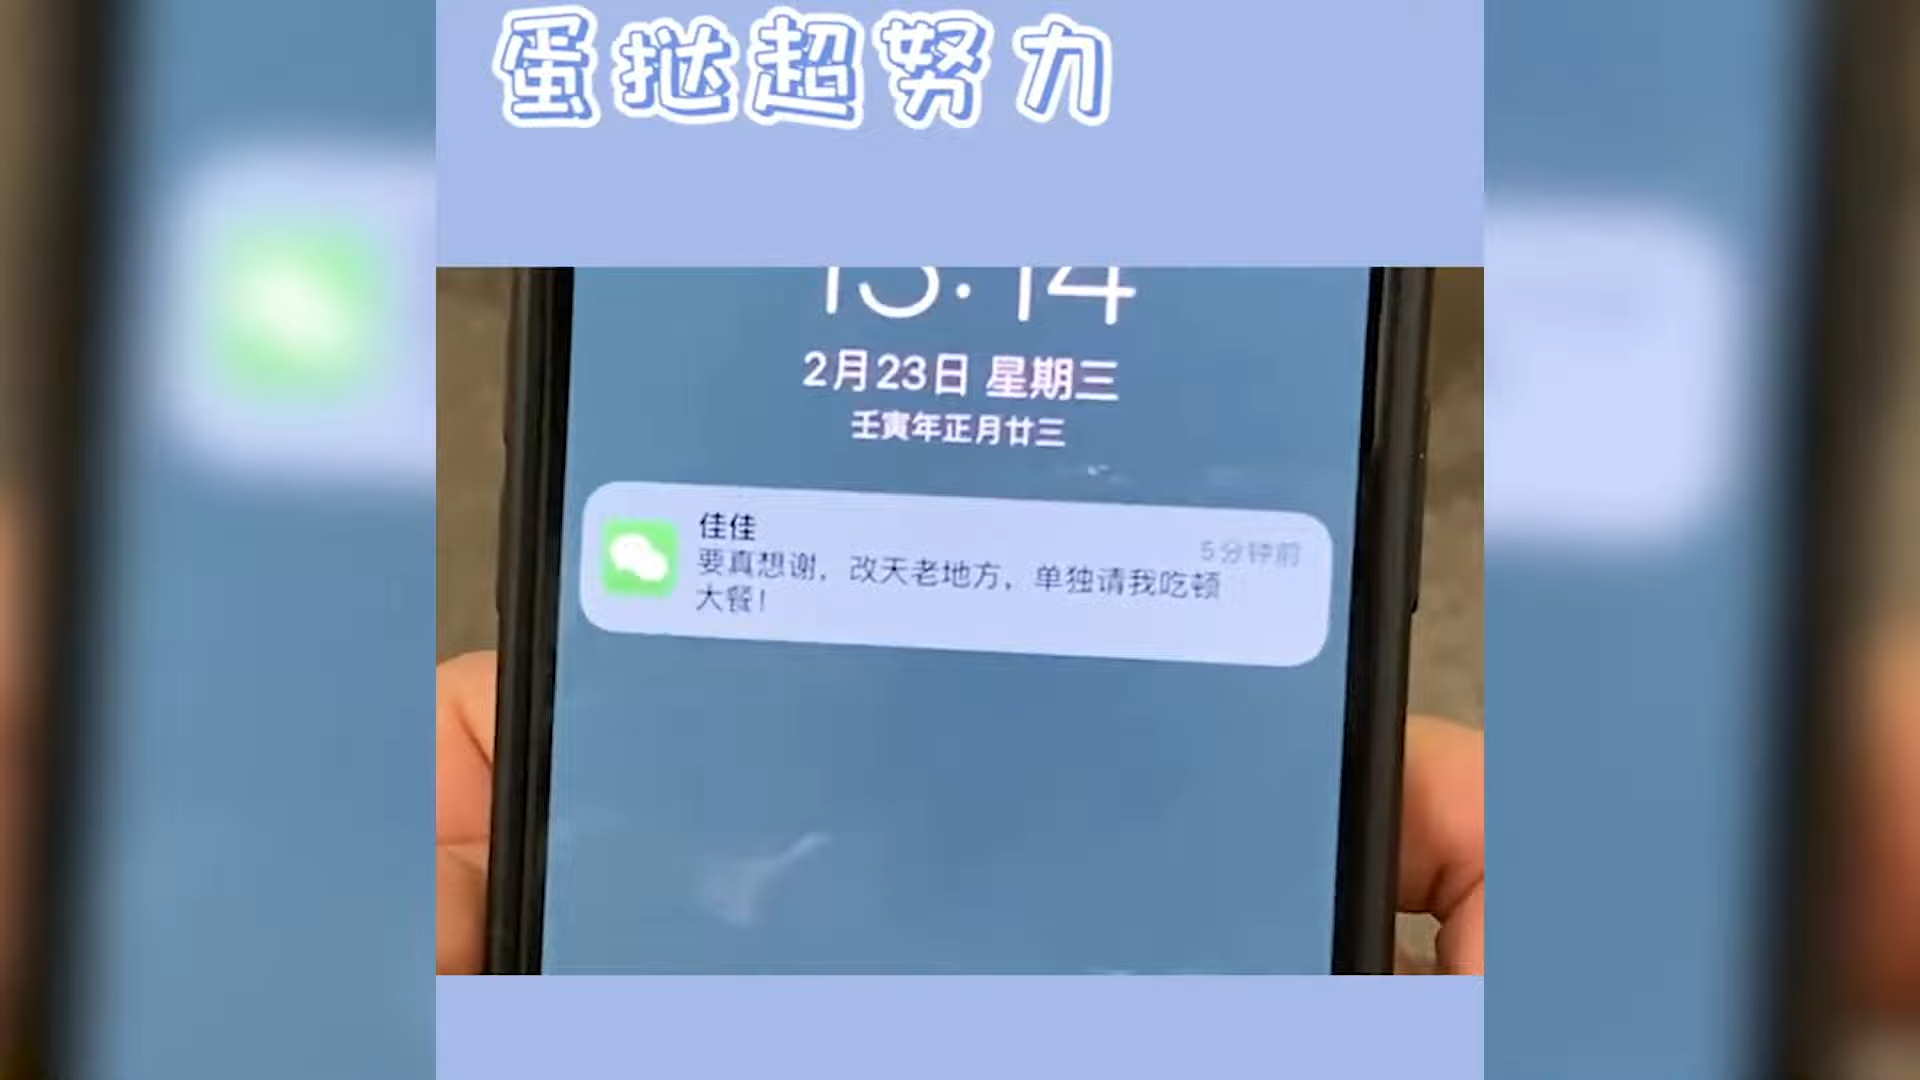 蛋挞超努力
15:14
2月23日 星期三
壬寅年正月廿三
佳佳
5分钟前
要真想谢，改天老地方，单独请我吃顿
大餐！